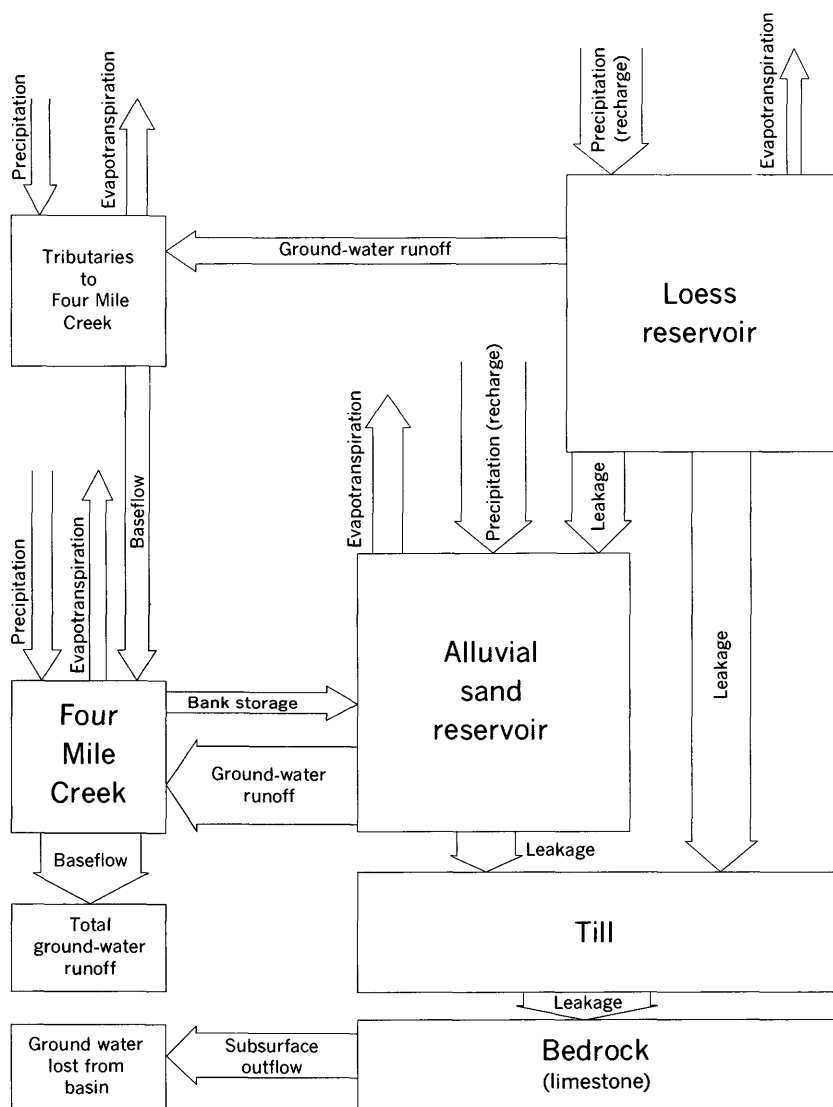 Precipitation
Evapotranspiration
Precipitation
(recharge)
Evapotranspiration
Tributaries
to
Four Mile
Creek
Ground-water runoff
Loess
reservoir
Baseflow
Evapotranspiration
Precipitation (recharge)
Leakage
Leakage
Precipitation
Evapotranspiration
Four
Mile
Creek
Bank storage
Ground-water
runoff
Alluvial
sand
reservoir
Baseflow
Leakage
Total
ground-water
runoff
Till
Leakage
Ground water
lost from
basin
Subsurface
outflow
Bedrock
(limestone)